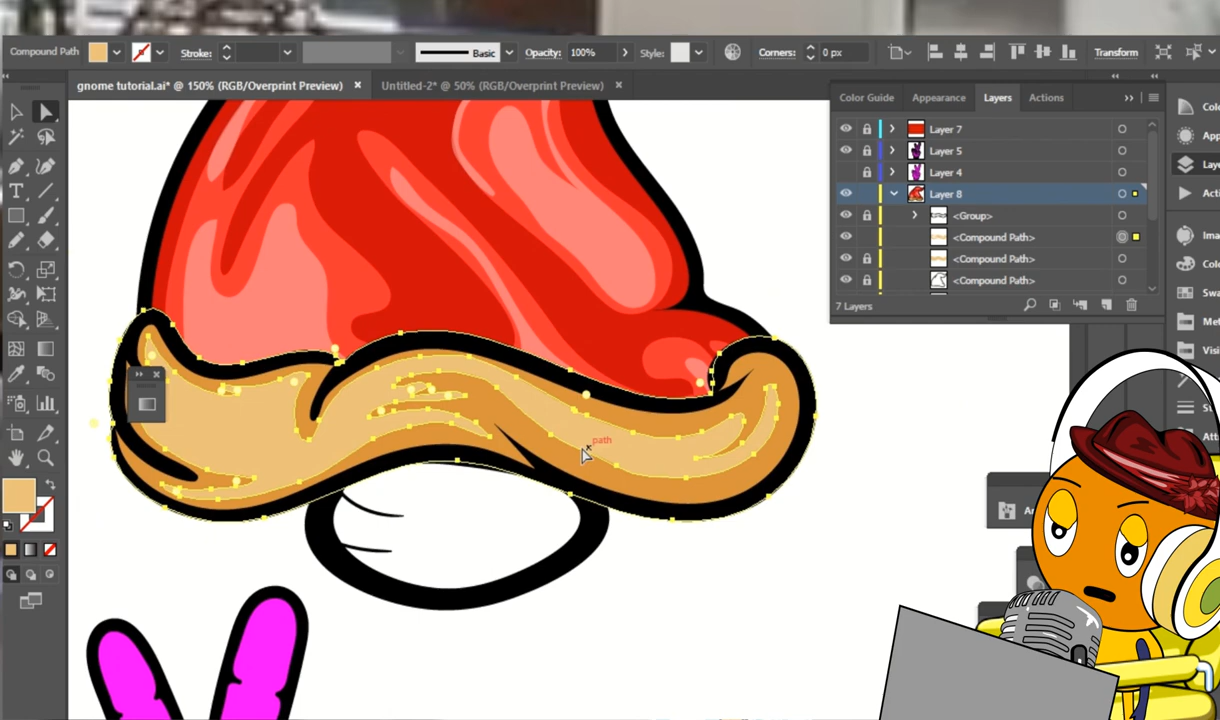 Compound Path Stroke: Basic Opacity: 100% Style: Corners: 0 px Transform
gnome tutorial.ai* @ 150% (RGB/Overprint Preview) × Untitled-2* @ 50% (RGB/Overprint Preview) ×
Color Guide Appearance Layers Actions
Layer 7
Layer 5
Layer 4
Layer 8
<Group>
<Compound Path>
<Compound Path>
<Compound Path>
7 Layers
path